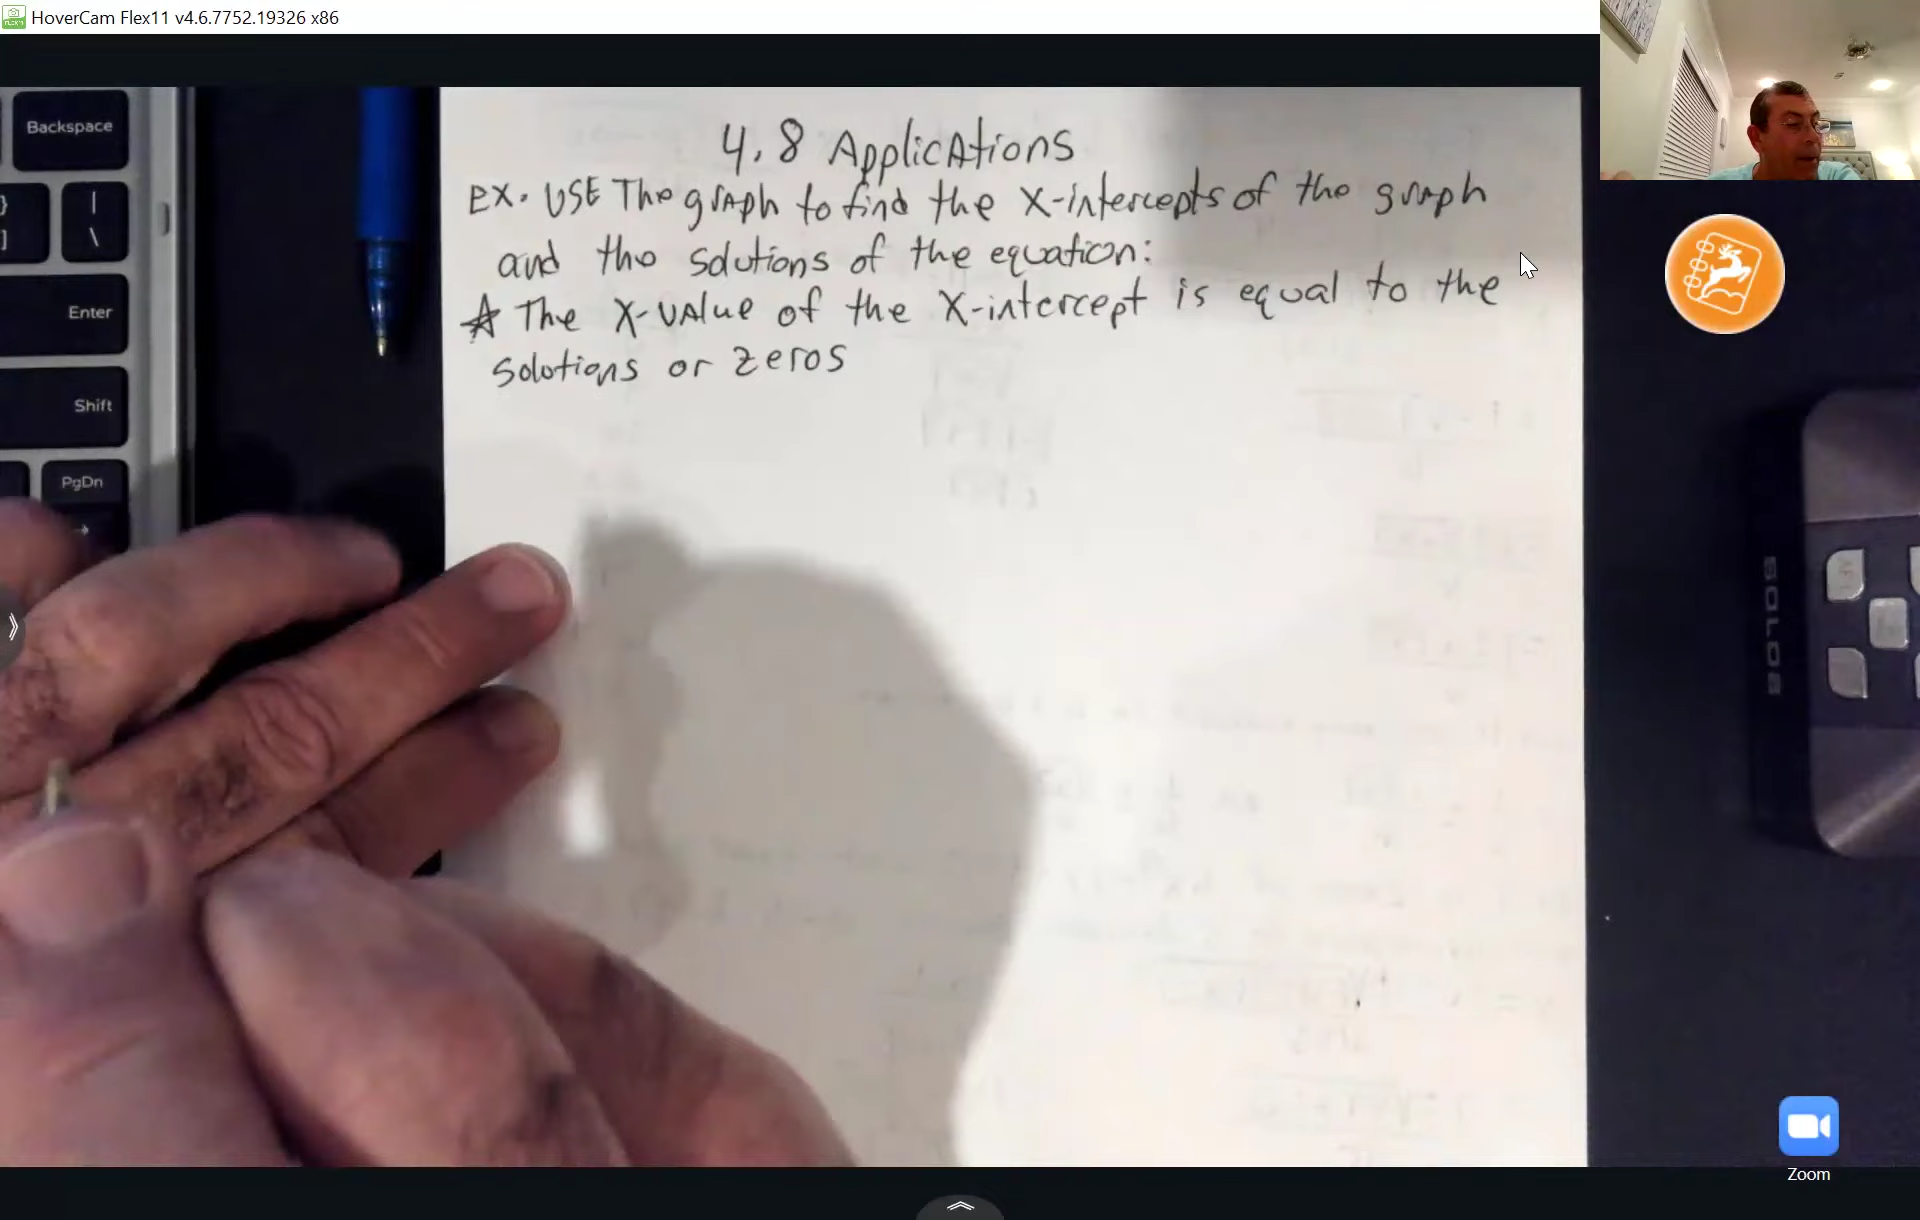 HoverCam Flex11 v4.6.7752.19326 x86
Backspace
}
]
|
\
Enter
Shift
PgDn
4.8 Applications
EX. USE The graph to find the X-intercepts of the graph
and the solutions of the equation:
☆ The X-value of the X-intercept is equal to the
solutions or zeros
SOLO8
Zoom